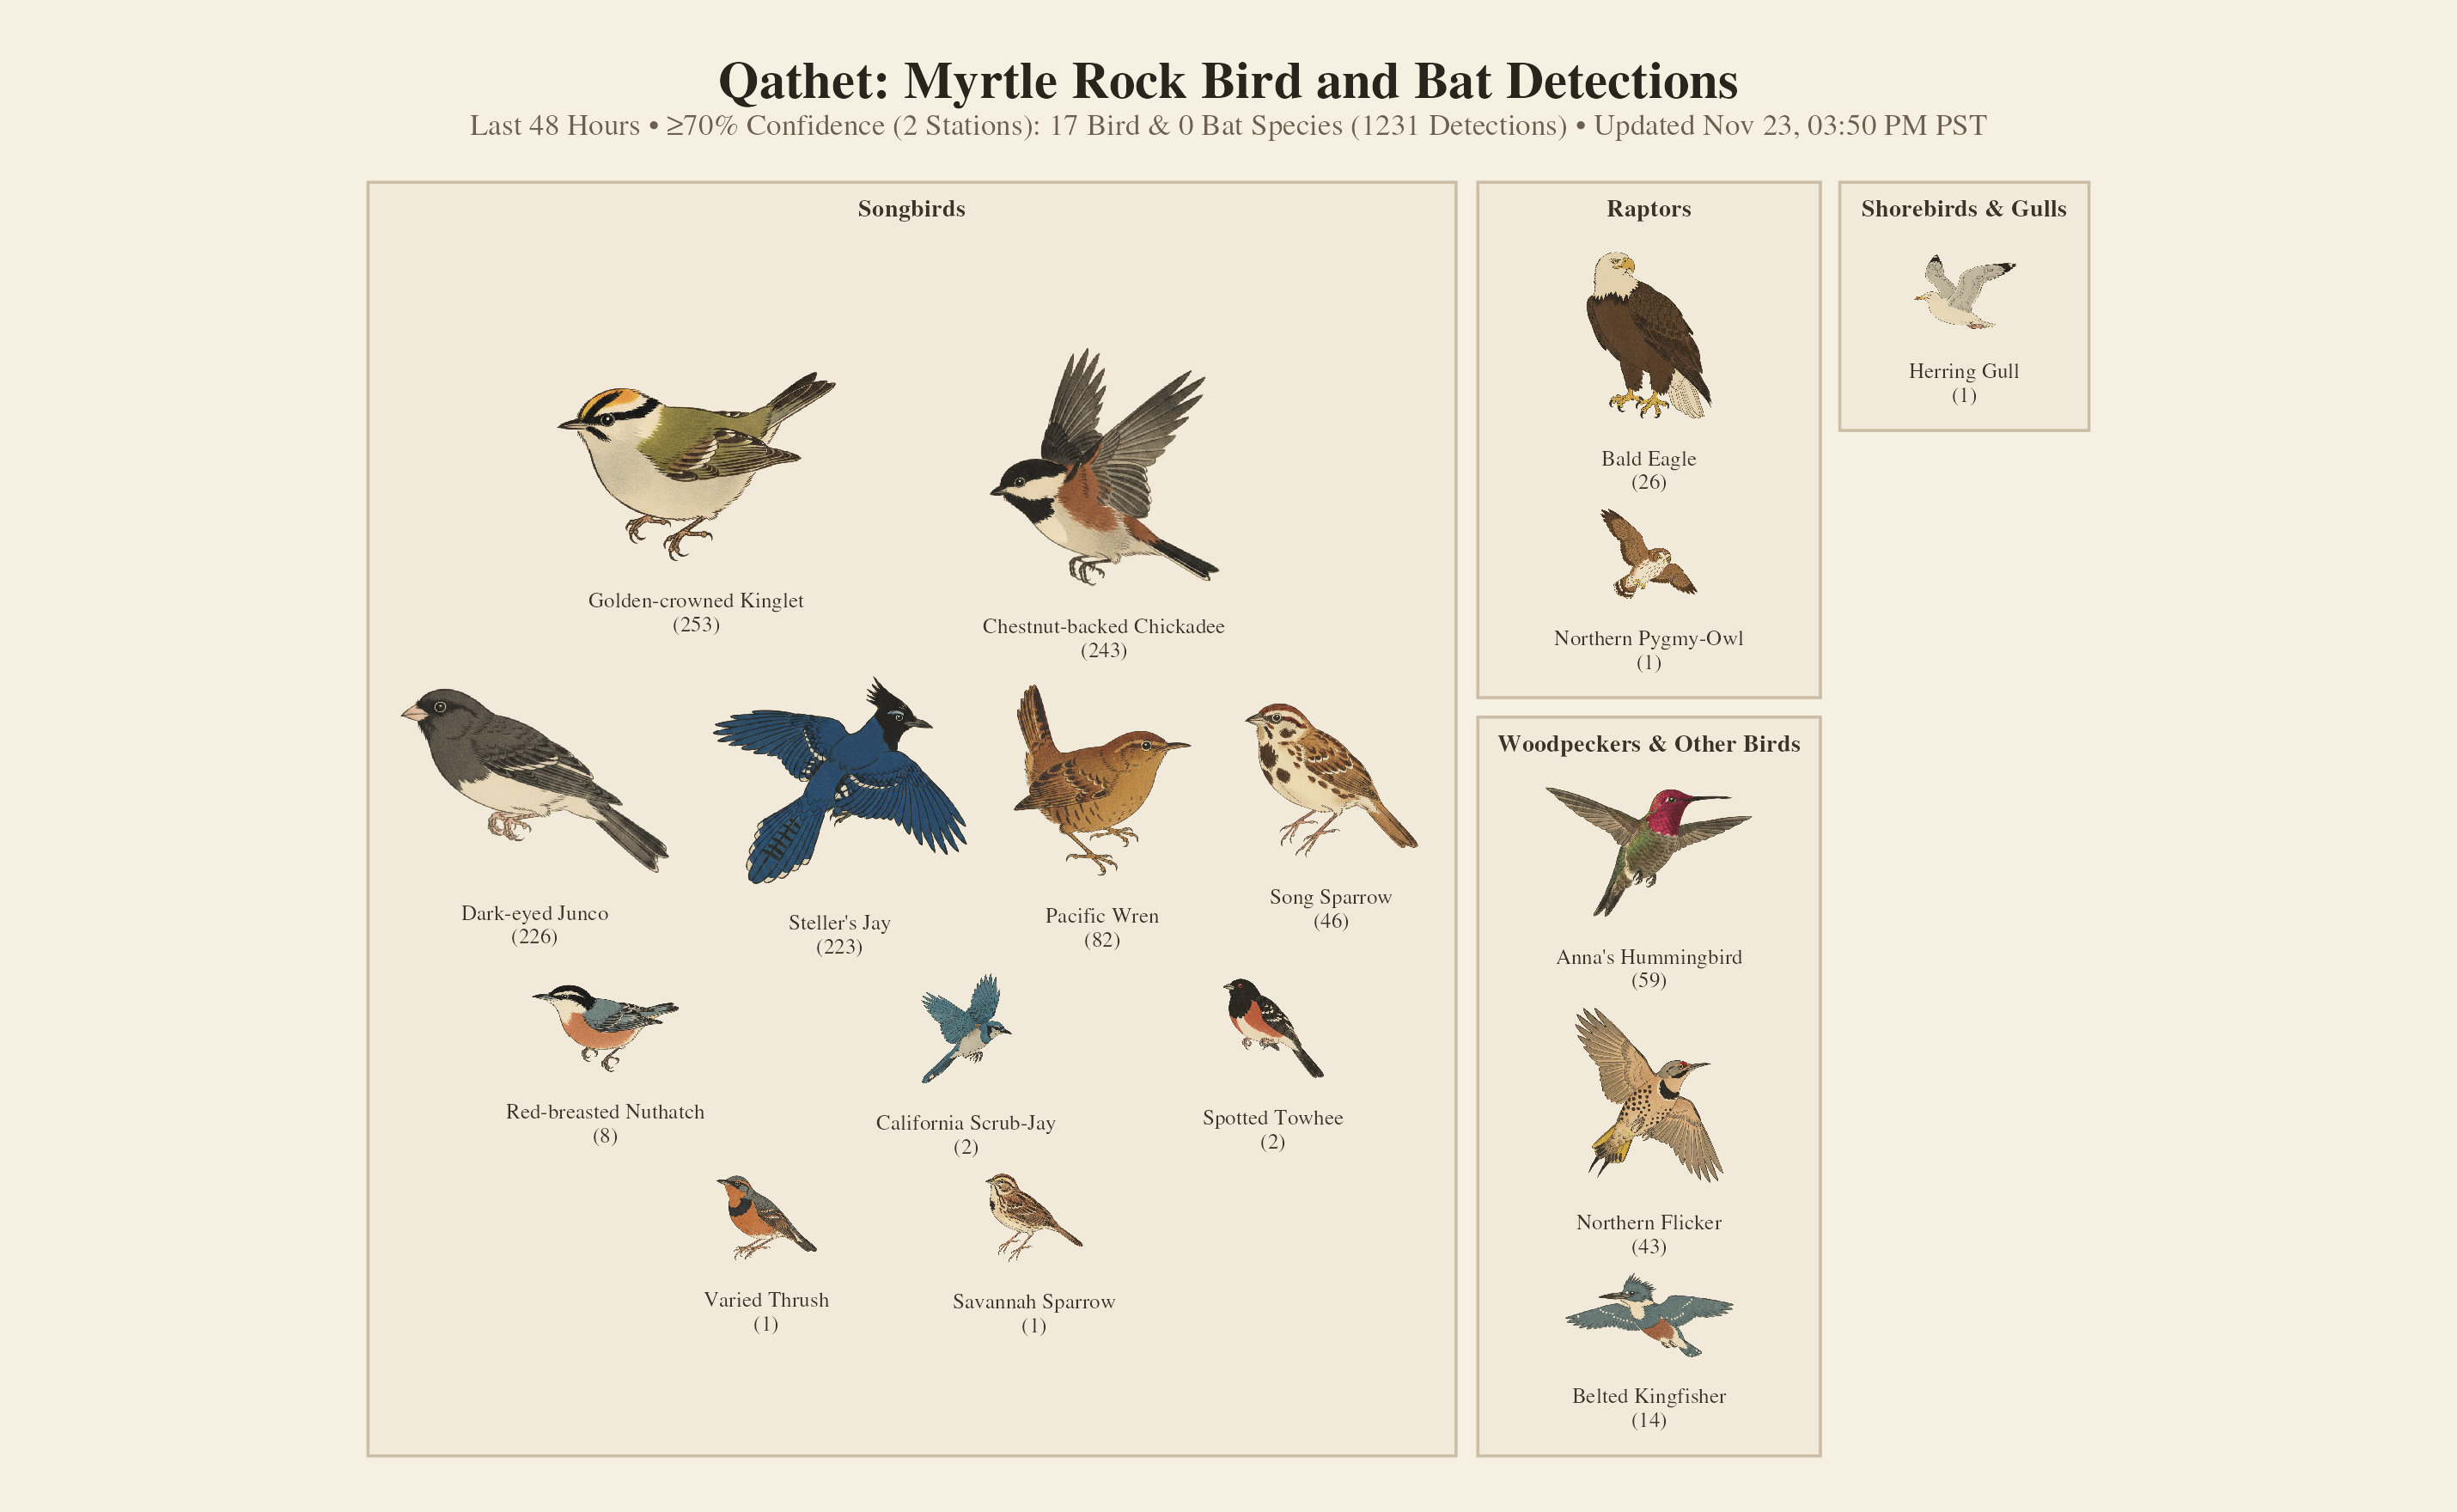 Qathet: Myrtle Rock Bird and Bat Detections
Last 48 Hours • ≥70% Confidence (2 Stations): 17 Bird & 0 Bat Species (1231 Detections) • Updated Nov 23, 03:50 PM PST
Songbirds
Golden-crowned Kinglet
(253)
Chestnut-backed Chickadee
(243)
Dark-eyed Junco
(226)
Steller's Jay
(223)
Pacific Wren
(82)
Song Sparrow
(46)
Red-breasted Nuthatch
(8)
California Scrub-Jay
(2)
Spotted Towhee
(2)
Varied Thrush
(1)
Savannah Sparrow
(1)
Raptors
Bald Eagle
(26)
Northern Pygmy-Owl
(1)
Woodpeckers & Other Birds
Anna's Hummingbird
(59)
Northern Flicker
(43)
Belted Kingfisher
(14)
Shorebirds & Gulls
Herring Gull
(1)